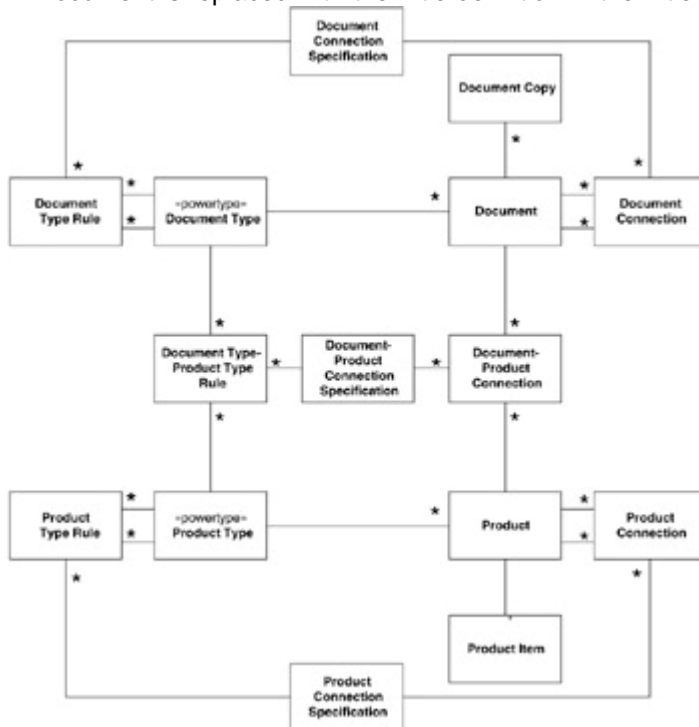 Document
Connection
Specification
Document Copy
*
*
*
Document
Type Rule
*
*
«powertype»
Document Type
*
Document
*
*
Document
Connection
*
*
Document Type-
Product Type
Rule
*
Document-
Product
Connection
Specification
*
Document-
Product
Connection
*
*
Product
Type Rule
*
*
«powertype»
Product Type
*
Product
*
*
Product
Connection
*
*
Product Item
Product
Connection
Specification